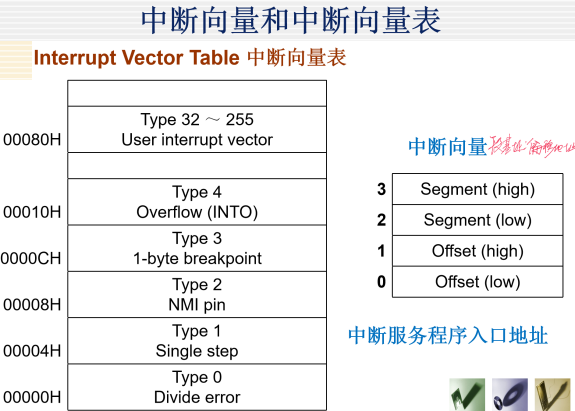 中断向量和中断向量表
Interrupt Vector Table 中断向量表
Type 32 ～ 255
00080H
User interrupt vector
Type 4
00010H
Overflow (INTO)
Type 3
0000CH
1-byte breakpoint
Type 2
00008H
NMI pin
Type 1
00004H
Single step
Type 0
00000H
Divide error
中断向量
3 Segment (high)
2 Segment (low)
1 Offset (high)
0 Offset (low)
中断服务程序入口地址